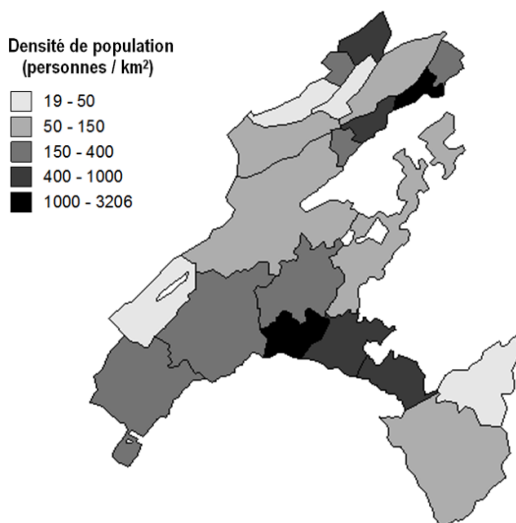 Densité de population
(personnes / km²)
19 - 50
50 - 150
150 - 400
400 - 1000
1000 - 3206